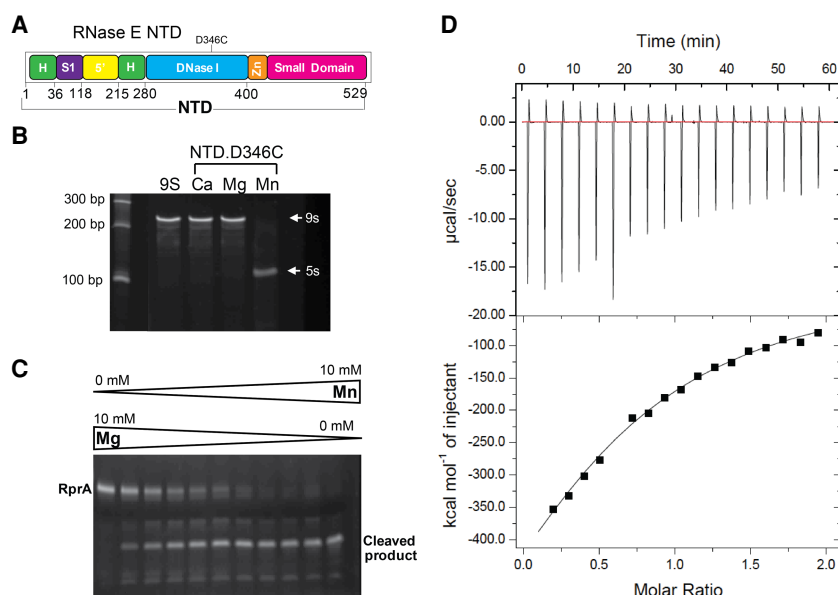 A
RNase E NTD
D346C
H S1 5' H DNase I Zn Small Domain
1 36 118 215 280 400 529
NTD
B
NTD.D346C
9S Ca Mg Mn
300 bp
200 bp
100 bp
9s
5s
C
0 mM 10 mM
Mn
10 mM 0 mM
Mg
RprA
Cleaved
product
D
Time (min)
0 10 20 30 40 50 60
0.00
-5.00
-10.00
-15.00
-20.00
µcal/sec
-100.0
-150.0
-200.0
-250.0
-300.0
-350.0
-400.0
kcal mol⁻¹ of injectant
0.0 0.5 1.0 1.5 2.0
Molar Ratio